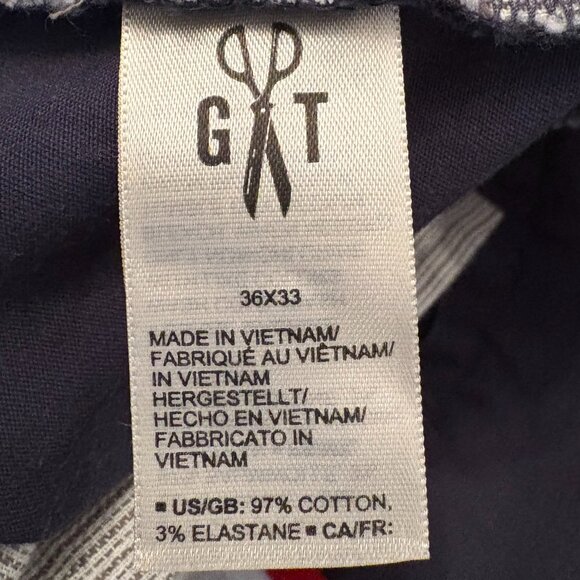 G T
36X33
MADE IN VIETNAM/
FABRIQUÉ AU VIÊTNAM/
IN VIETNAM
HERGESTELLT/
HECHO EN VIETNAM/
FABBRICATO IN
VIETNAM
▪ US/GB: 97% COTTON,
3% ELASTANE ▪ CA/FR: